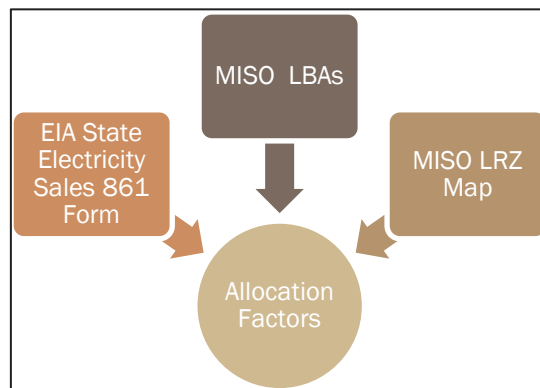 MISO LBAs
EIA State
Electricity
Sales 861
Form
MISO LRZ
Map
Allocation
Factors